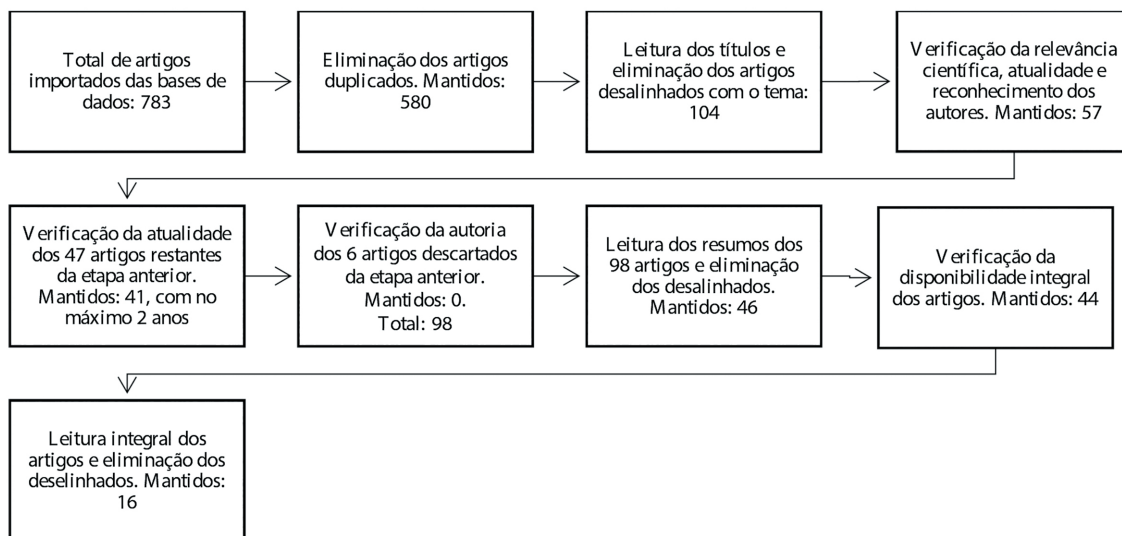 Total de artigos
importados das bases de
dados: 783
Eliminação dos artigos
duplicados. Mantidos:
580
Leitura dos títulos e
eliminação dos artigos
desalinhados com o tema:
104
Verificação da relevância
científica, atualidade e
reconhecimento dos
autores. Mantidos: 57
Verificação da atualidade
dos 47 artigos restantes
da etapa anterior.
Mantidos: 41, com no
máximo 2 anos
Verificação da autoria
dos 6 artigos descartados
da etapa anterior.
Mantidos: 0.
Total: 98
Leitura dos resumos dos
98 artigos e eliminação
dos desalinhados.
Mantidos: 46
Verificação da
disponibilidade integral
dos artigos. Mantidos: 44
Leitura integral dos
artigos e eliminação dos
deselinhados. Mantidos:
16